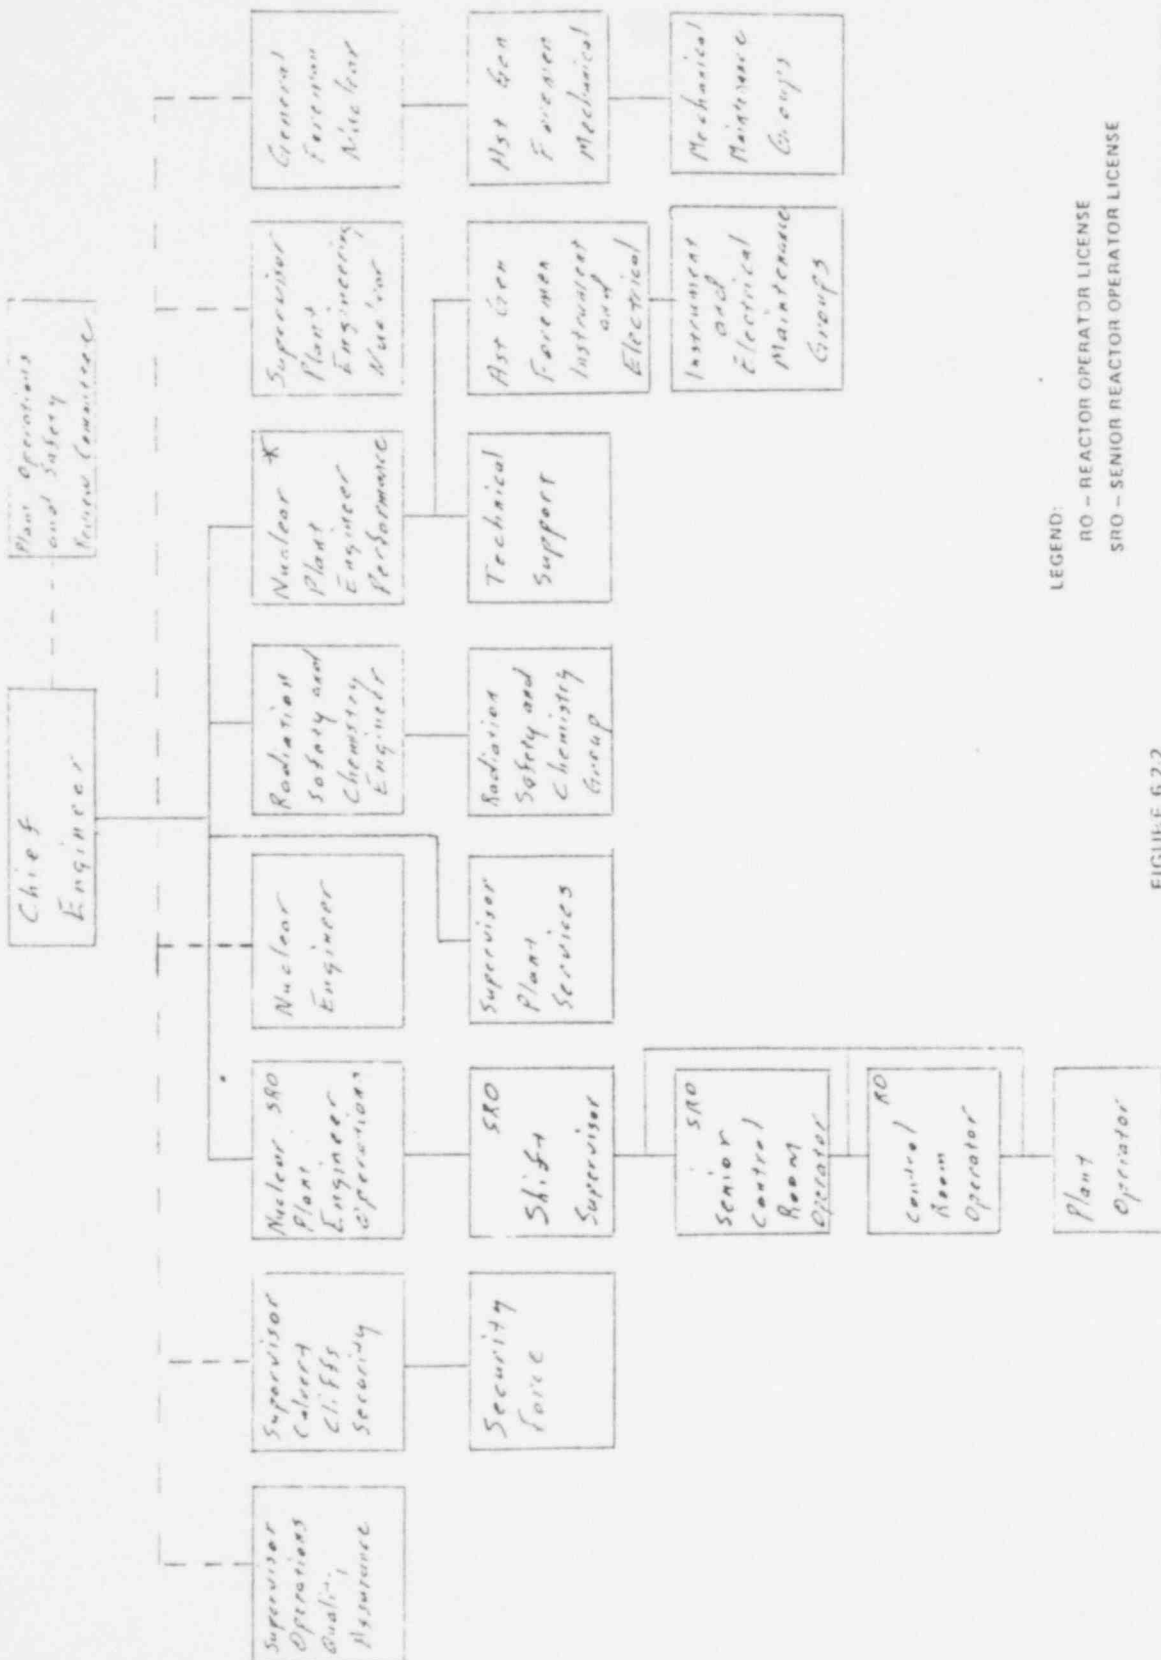 Chief
Engineer
Plant Operations
and Safety
Review Committee
Supervisor
Operations
Quality
Assurance
Supervisor
Calvert
Cliffs
Security
Nuclear SRO
Plant
Engineer
Operations
Nuclear
Engineer
Radiation
Safety and
Chemistry
Engineer
Nuclear *
Plant
Engineer
Performance
Supervisor
Plant
Engineering
Nuclear
General
Foreman
Nuclear
Security
Force
SRO
Shift
Supervisor
Supervisor
Plant
Services
Radiation
Safety and
Chemistry
Group
Technical
Support
Ast Gen
Foremen
Instrument
and
Electrical
Ast Gen
Foremen
Mechanical
SRO
Senior
Control
Room
Operator
Instrument
and
Electrical
Maintenance
Groups
Mechanical
Maintenance
Groups
RO
Control
Room
Operator
Plant
Operator
LEGEND:
RO – REACTOR OPERATOR LICENSE
SRO – SENIOR REACTOR OPERATOR LICENSE
FIGURE 6.2-2